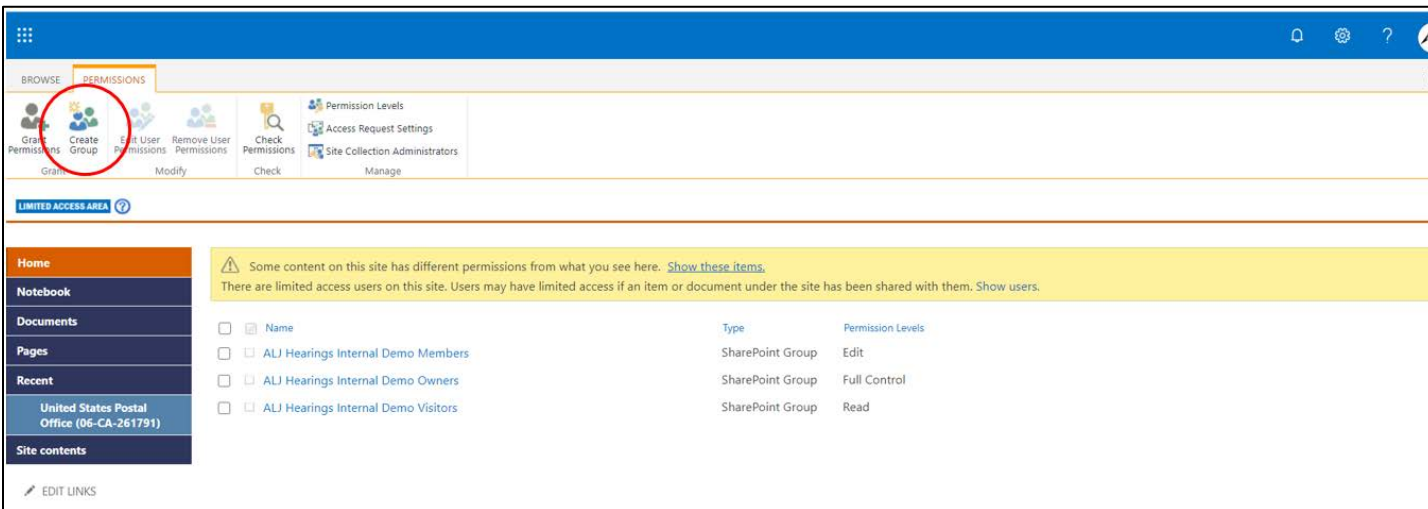 BROWSE PERMISSIONS
Grant Permissions Create Group Edit User Permissions Remove User Permissions Check Permissions
Permission Levels
Access Request Settings
Site Collection Administrators
Grant Modify Check Manage
LIMITED ACCESS AREA ?
Home
Notebook
Documents
Pages
Recent
United States Postal
Office (06-CA-261791)
Site contents
EDIT LINKS
Some content on this site has different permissions from what you see here. Show these items.
There are limited access users on this site. Users may have limited access if an item or document under the site has been shared with them. Show users.
Name Type Permission Levels
ALJ Hearings Internal Demo Members SharePoint Group Edit
ALJ Hearings Internal Demo Owners SharePoint Group Full Control
ALJ Hearings Internal Demo Visitors SharePoint Group Read